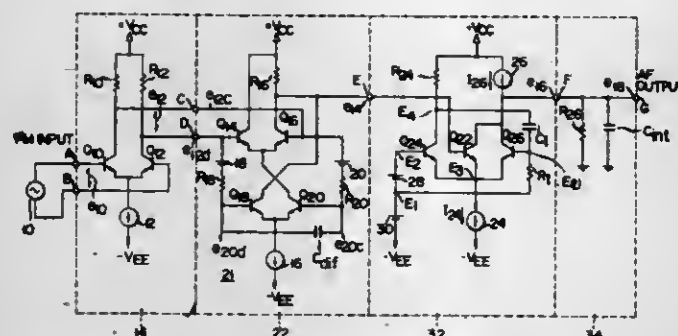 +VCC
+VCC
+VCC
R10
R12
e12
C
e12C
R16
E
e14
R24
I26
26
e16
F
e18
AF OUTPUT
G
FM INPUT
D
Q14
Q16
E4
C1
R26
Cint
A
Q10
Q12
e12d
18
20
Q24
Q22
Q26
B
e10
R18
R20
E2
28
E3
R1
10
12
Q18
Q20
E1
30
I24
24
-VEE
e20d
e20c
21
16
Cdif
-VEE
-VEE
-VEE
18
22
32
34